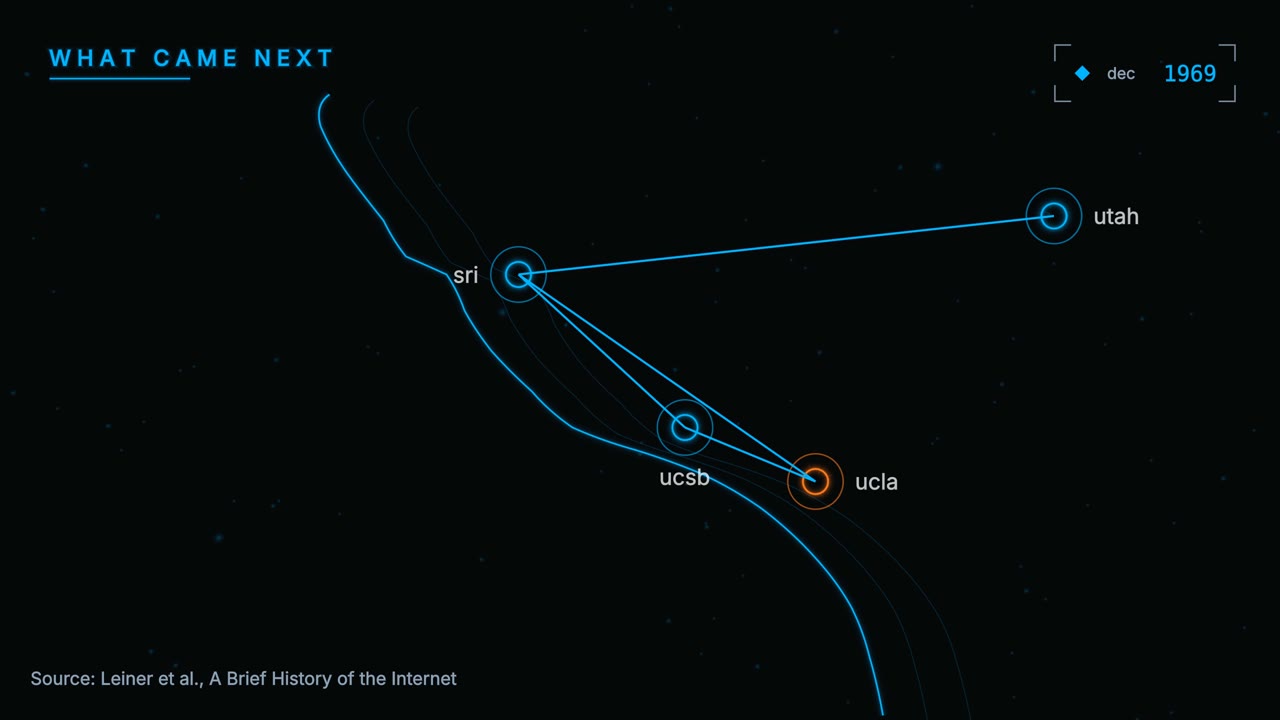 WHAT CAME NEXT
dec 1969
utah
sri
ucsb
ucla
Source: Leiner et al., A Brief History of the Internet